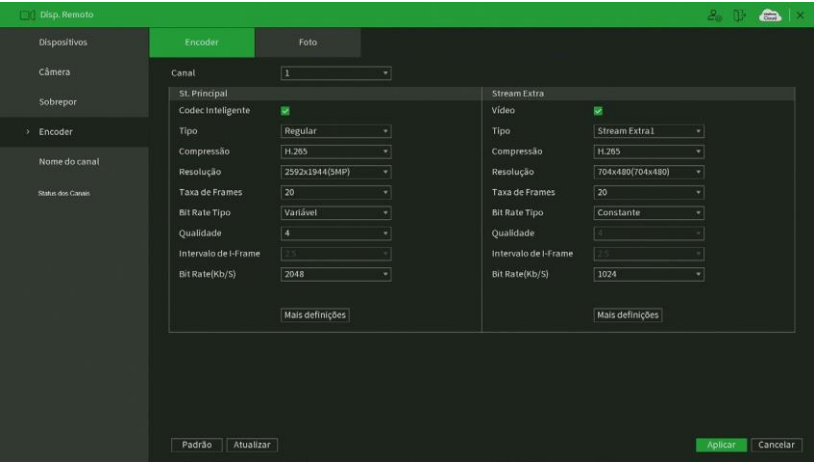 Disp. Remoto
Dispositivos
Câmera
Sobrepor
> Encoder
Nome do canal
Status dos Canais
Encoder Foto
Canal 1
St. Principal
Codec Inteligente
Tipo Regular
Compressão H.265
Resolução 2592x1944(5MP)
Taxa de Frames 20
Bit Rate Tipo Variável
Qualidade 4
Intervalo de I-Frame 2.5
Bit Rate(Kb/S) 2048
Mais definições
Stream Extra
Vídeo
Tipo Stream Extra1
Compressão H.265
Resolução 704x480(704x480)
Taxa de Frames 20
Bit Rate Tipo Constante
Qualidade 4
Intervalo de I-Frame 2.5
Bit Rate(Kb/S) 1024
Mais definições
Padrão Atualizar Aplicar Cancelar